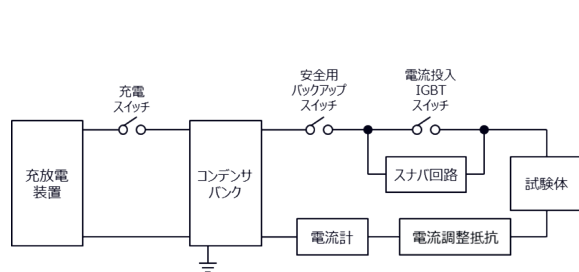 充電
スイッチ
安全用
バックアップ
スイッチ
電流投入
IGBT
スイッチ
充放電
装置
コンデンサ
バンク
スナバ回路
試験体
電流計
電流調整抵抗